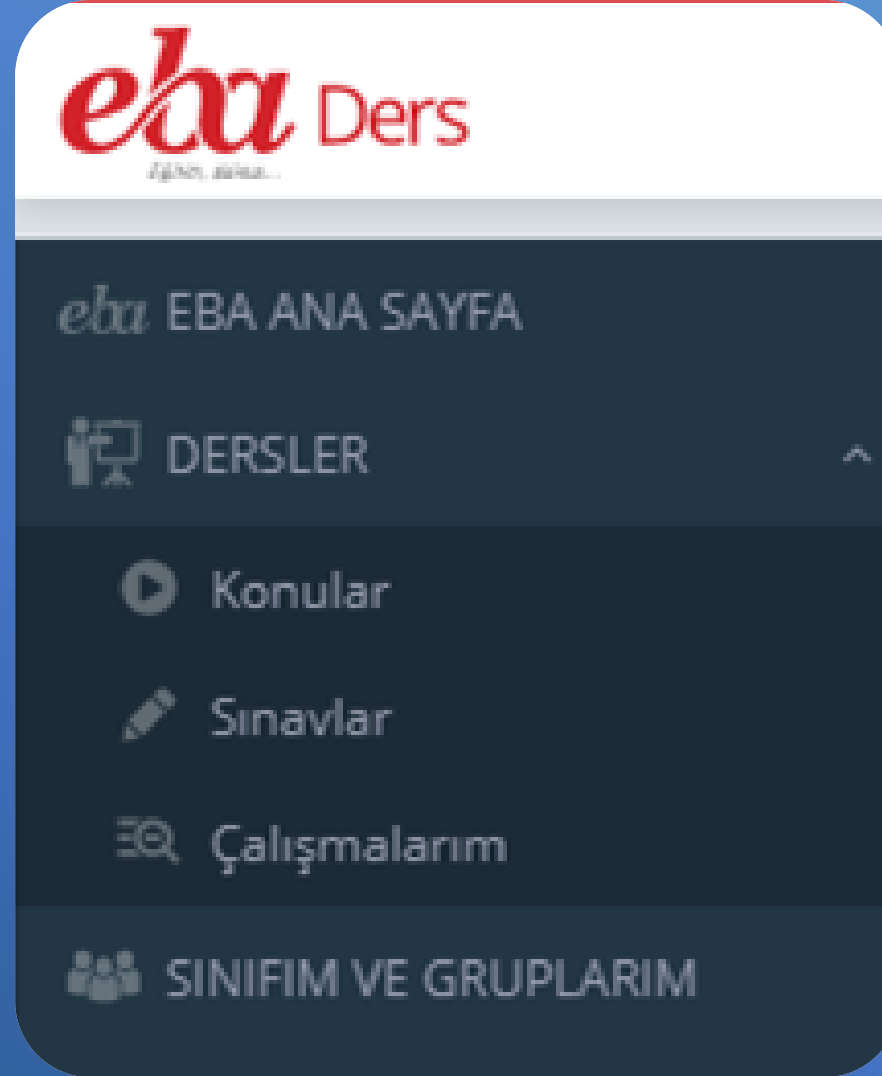 eba Ders
eba EBA ANA SAYFA
DERSLER
Konular
Sınavlar
Çalışmalarım
SINIFIM VE GRUPLARIM